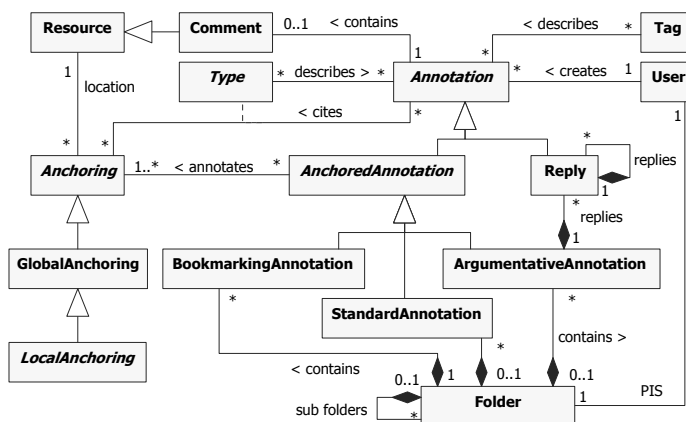 Resource
Comment
0..1
< contains
< describes
*
Tag
1
location
Type
*
describes >
*
1
*
Annotation
*
< creates
1
User
1
< cites
*
*
*
Anchoring
1..*
< annotates
*
AnchoredAnnotation
*
Reply
1
replies
*
replies
1
GlobalAnchoring
BookmarkingAnnotation
ArgumentativeAnnotation
*
StandardAnnotation
*
*
contains >
LocalAnchoring
< contains
1
0..1
0..1
0..1
sub folders
*
Folder
1
PIS